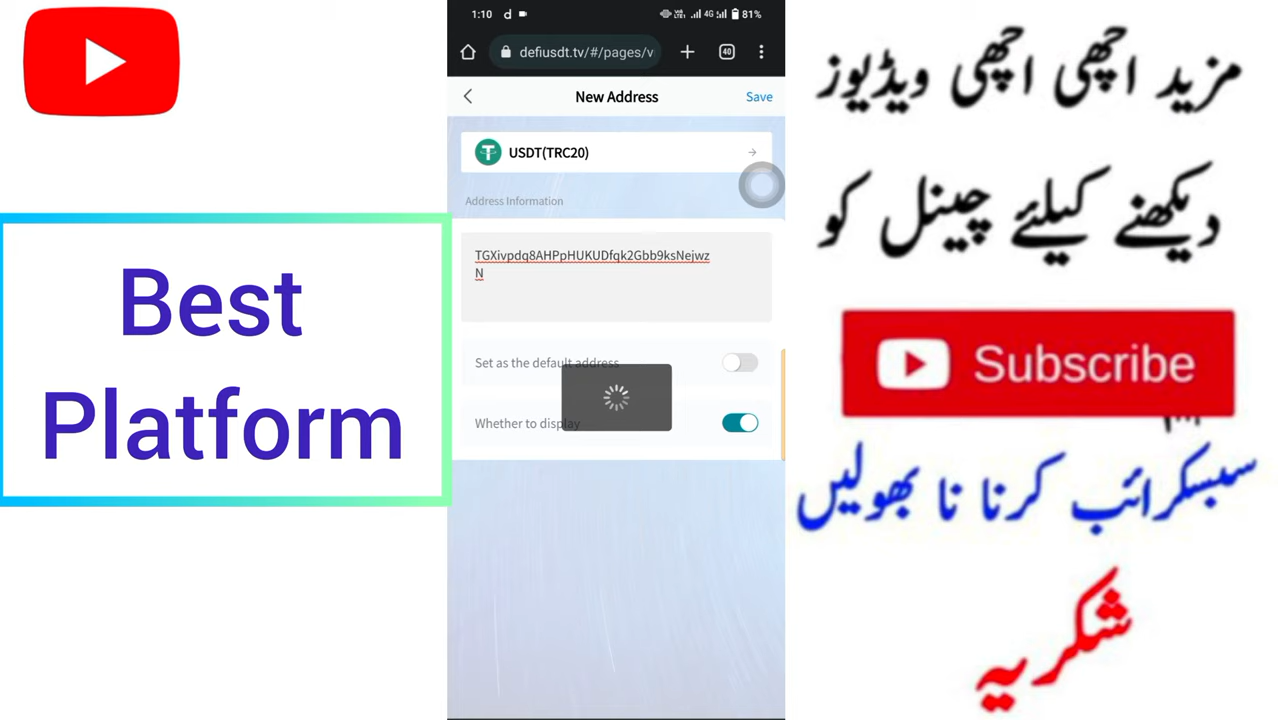 Best
Platform
1:10
4G
81%
defiusdt.tv/#/pages/v
40
New Address
Save
USDT(TRC20)
Address Information
TGXivpdq8AHPpHUKUDfqk2Gbb9ksNejwz
N
Set as the default address
Whether to display
مزید اچھی اچھی ویڈیوز
دیکھنے کیلئے چینل کو
Subscribe
سبسکرائب کرنا نا بھولیں
شکریہ